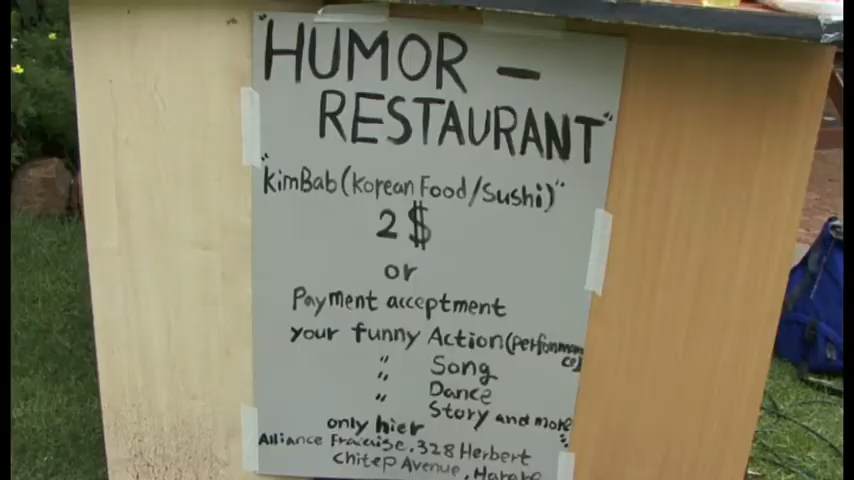 "HUMOR –
RESTAURANT"
"KimBab(Korean Food/Sushi)"
2$
or
Payment acceptment
your funny Action(performance)
〃 Song
〃 Dance
〃 Story and more
only hier
Alliance Fracaise, 328 Herbert
Chitep Avenue, Harare